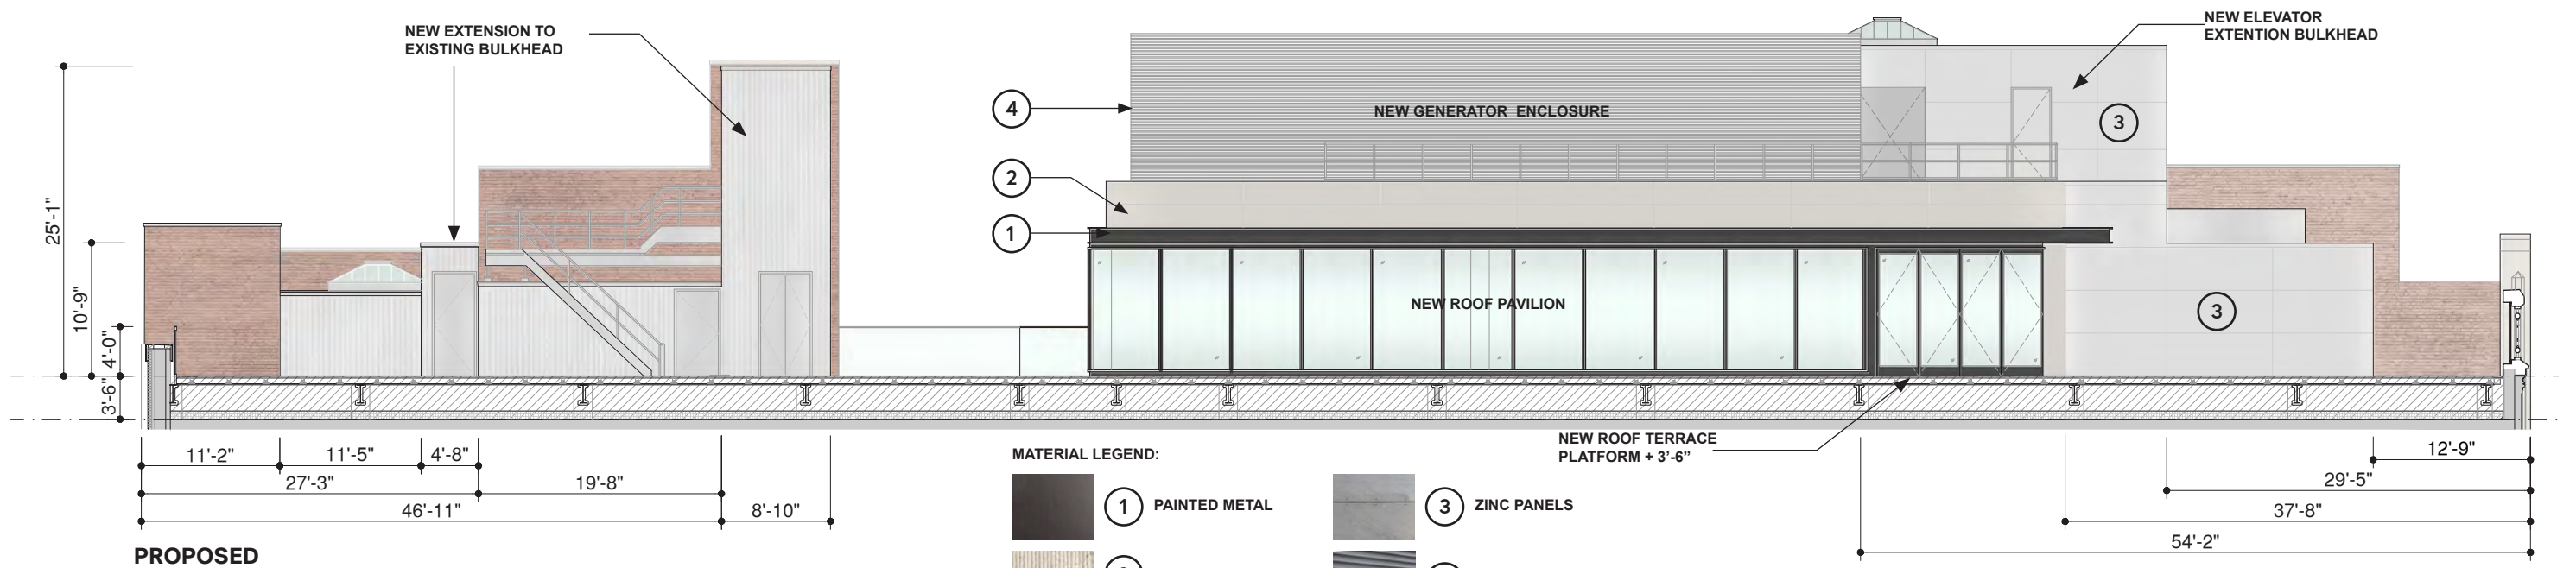 NEW EXTENSION TO
EXISTING BULKHEAD
NEW ELEVATOR
EXTENTION BULKHEAD
4
NEW GENERATOR ENCLOSURE
3
2
1
25'-1"
10'-9"
4'-0"
3'-6"
NEW ROOF PAVILION
3
NEW ROOF TERRACE
PLATFORM + 3'-6”
11'-2"
11'-5"
4'-8"
27'-3"
19'-8"
46'-11"
8'-10"
12'-9"
29'-5"
37'-8"
54'-2"
MATERIAL LEGEND:
1 PAINTED METAL
3 ZINC PANELS
PROPOSED